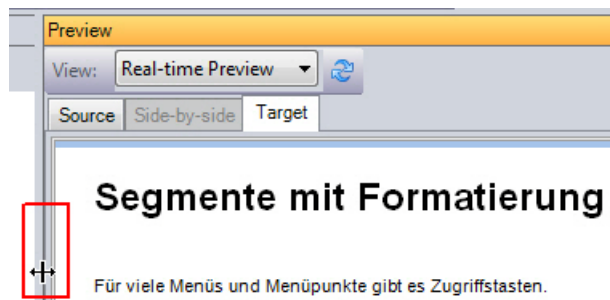 Preview
View: Real-time Preview
Source Side-by-side Target
Segmente mit Formatierung
Für viele Menüs und Menüpunkte gibt es Zugriffstasten.